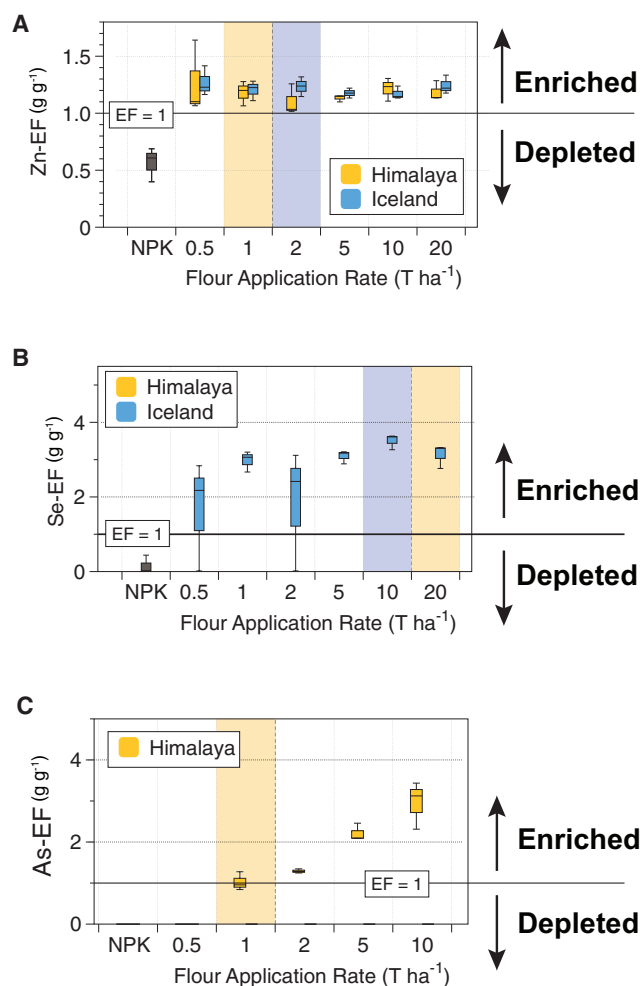 A
Zn-EF (g g⁻¹)
1.5
1.0
0.5
0
EF = 1
Himalaya
Iceland
NPK 0.5 1 2 5 10 20
Flour Application Rate (T ha⁻¹)
Enriched
Depleted
B
Se-EF (g g⁻¹)
4
2
0
Himalaya
Iceland
EF = 1
NPK 0.5 1 2 5 10 20
Flour Application Rate (T ha⁻¹)
Enriched
Depleted
C
As-EF (g g⁻¹)
4
2
0
Himalaya
EF = 1
NPK 0.5 1 2 5 10
Flour Application Rate (T ha⁻¹)
Enriched
Depleted